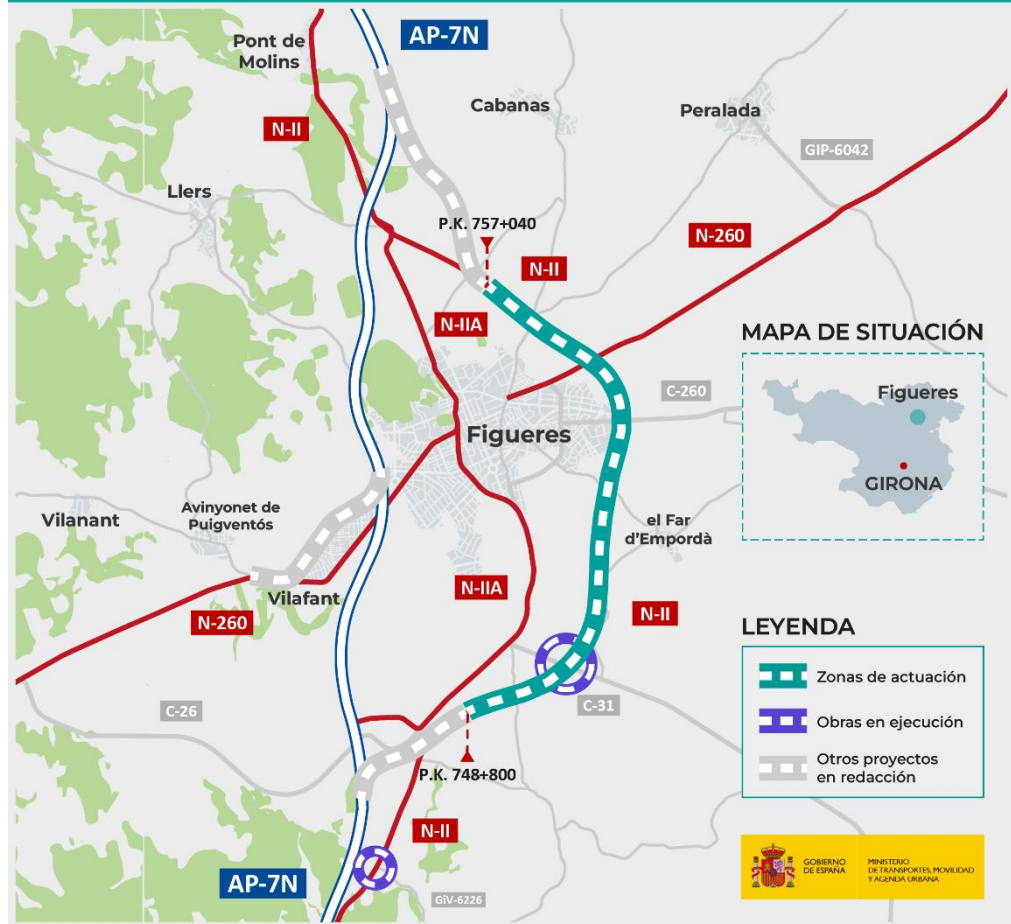 AP-7N
Pont de
Molins
Cabanas
Peralada
N-II
GIP-6042
Llers
P.K. 757+040
N-260
N-II
N-IIA
MAPA DE SITUACIÓN
Figueres
GIRONA
C-260
Figueres
Vilanant
Avinyonet de
Puigventós
el Far
d'Empordà
Vilafant
N-IIA
N-260
N-II
LEYENDA
Zonas de actuación
Obras en ejecución
Otros proyectos
en redacción
C-26
C-31
P.K. 748+800
N-II
AP-7N
GIV-6226
GOBIERNO
DE ESPAÑA
MINISTERIO
DE TRANSPORTES, MOVILIDAD
Y AGENDA URBANA